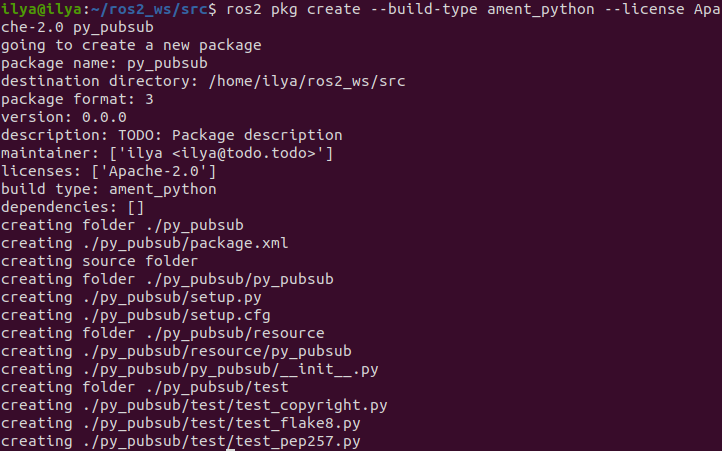 ilya@ilya:~/ros2_ws/src$ ros2 pkg create --build-type ament_python --license Apa
che-2.0 py_pubsub
going to create a new package
package name: py_pubsub
destination directory: /home/ilya/ros2_ws/src
package format: 3
version: 0.0.0
description: TODO: Package description
maintainer: ['ilya <ilya@todo.todo>']
licenses: ['Apache-2.0']
build type: ament_python
dependencies: []
creating folder ./py_pubsub
creating ./py_pubsub/package.xml
creating source folder
creating folder ./py_pubsub/py_pubsub
creating ./py_pubsub/setup.py
creating ./py_pubsub/setup.cfg
creating folder ./py_pubsub/resource
creating ./py_pubsub/resource/py_pubsub
creating ./py_pubsub/py_pubsub/__init__.py
creating folder ./py_pubsub/test
creating ./py_pubsub/test/test_copyright.py
creating ./py_pubsub/test/test_flake8.py
creating ./py_pubsub/test/test_pep257.py